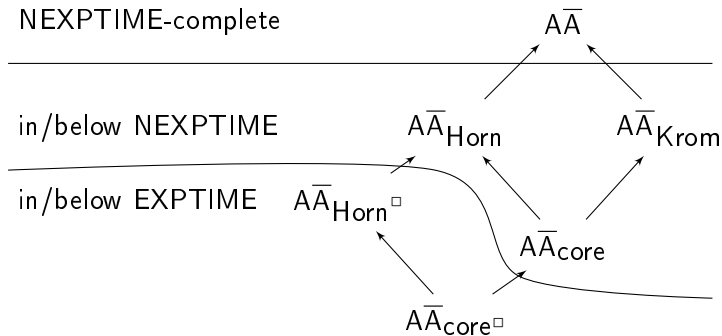 NEXPTIME-complete
AA̅
in/below NEXPTIME
AA̅Horn
AA̅Krom
in/below EXPTIME
AA̅Horn□
AA̅core
AA̅core□